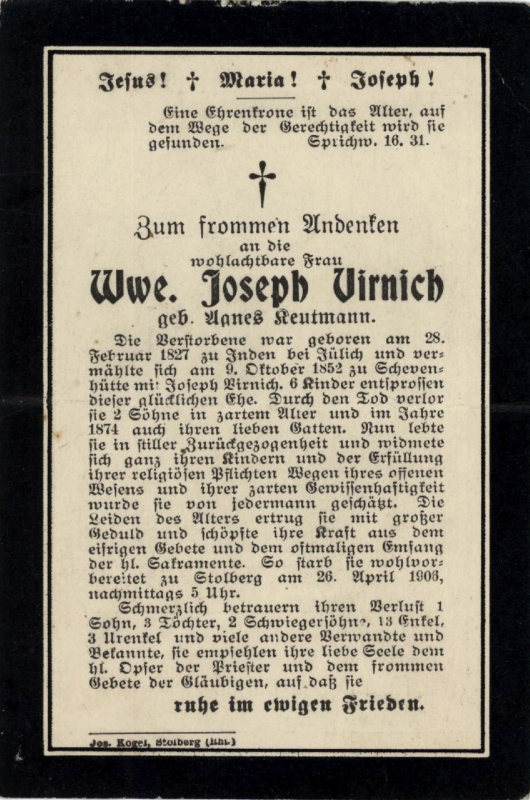 Jesus! † Maria! † Joseph!
Eine Ehrenkrone ist das Alter, auf
dem Wege der Gerechtigkeit wird sie
gefunden. Sprichw. 16. 31.
†
Zum frommen Andenken
an die
wohlachtbare Frau
Wwe. Joseph Virnich
geb. Agnes Keutmann.
Die Verstorbene war geboren am 28.
Februar 1827 zu Inden bei Jülich und ver-
mählte sich am 9. Oktober 1852 zu Scheven-
hütte mit Joseph Virnich. 6 Kinder entsprossen
dieser glücklichen Ehe. Durch den Tod verlor
sie 2 Söhne in zartem Alter und im Jahre
1874 auch ihren lieben Gatten. Nun lebte
sie in stiller Zurückgezogenheit und widmete
sich ganz ihren Kindern und der Erfüllung
ihrer religiösen Pflichten Wegen ihres offenen
Wesens und ihrer zarten Gewissenhaftigkeit
wurde sie von jedermann geschätzt. Die
Leiden des Alters ertrug sie mit großer
Geduld und schöpfte ihre Kraft aus dem
eifrigen Gebete und dem oftmaligen Emfang
der hl. Sakramente. So starb sie wohlvor-
bereitet zu Stolberg am 26. April 1906,
nachmittags 5 Uhr.
Schmerzlich betrauern ihren Verlust 1
Sohn, 3 Töchter, 2 Schwiegersöhne, 13 Enkel,
3 Urenkel und viele andere Verwandte und
Bekannte, sie empfehlen ihre liebe Seele dem
hl. Opfer der Priester und dem frommen
Gebete der Gläubigen, auf daß sie
ruhe im ewigen Frieden.
Jos. Kogel, Stolberg (Rhl.)